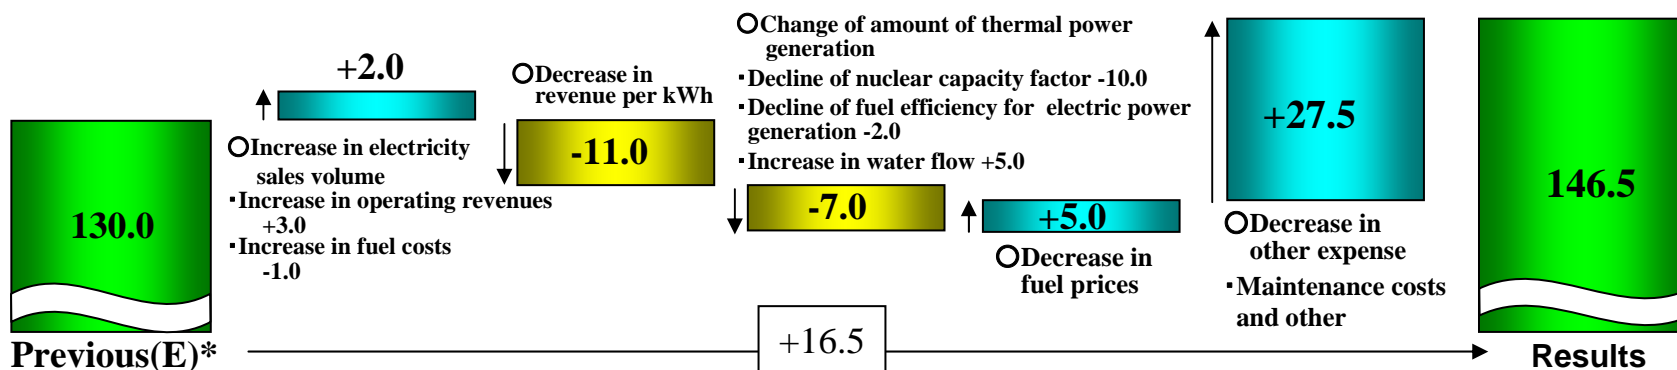 130.0
Previous(E)*
+2.0
○Increase in electricity
sales volume
･Increase in operating revenues
+3.0
･Increase in fuel costs
-1.0
○Decrease in
revenue per kWh
-11.0
○Change of amount of thermal power
generation
･Decline of nuclear capacity factor -10.0
･Decline of fuel efficiency for electric power
generation -2.0
･Increase in water flow +5.0
-7.0
+5.0
○Decrease in
fuel prices
+27.5
○Decrease in
other expense
･Maintenance costs
and other
+16.5
146.5
Results